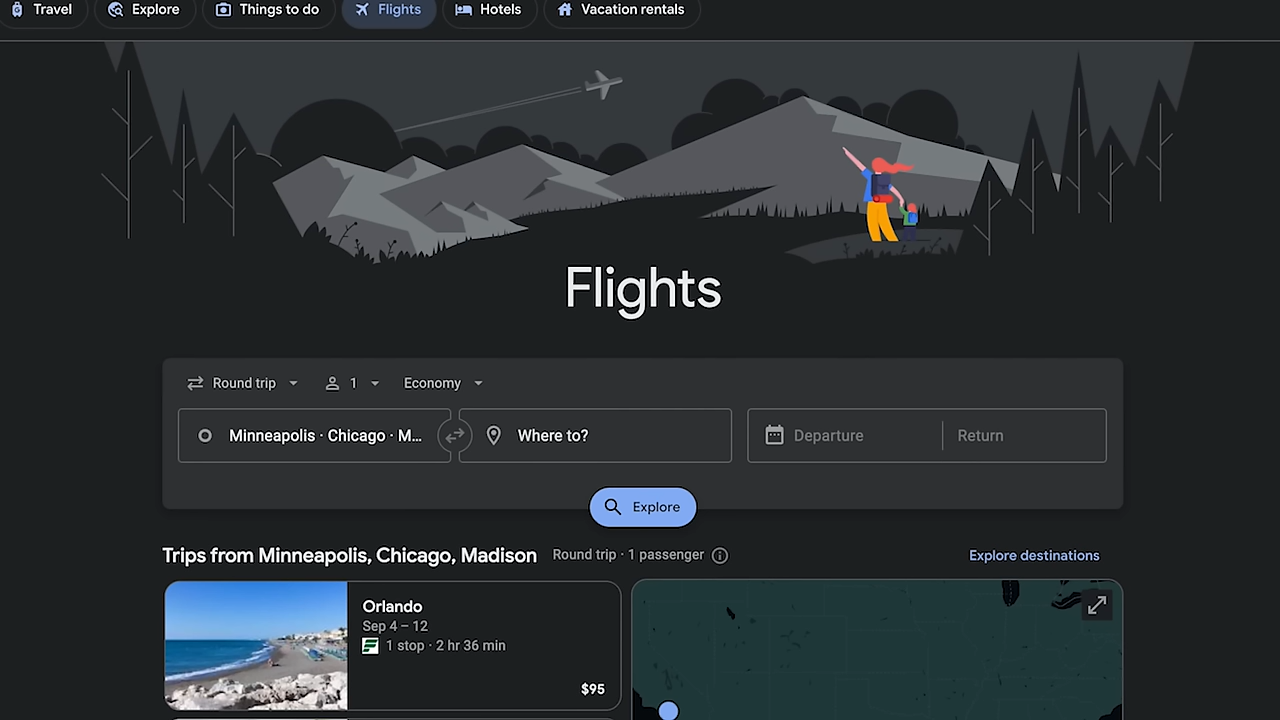 Travel Explore Things to do Flights Hotels Vacation rentals
Flights
Round trip 1 Economy
Minneapolis · Chicago · M... Where to? Departure Return
Explore
Trips from Minneapolis, Chicago, Madison Round trip · 1 passenger Explore destinations
Orlando
Sep 4 – 12
1 stop · 2 hr 36 min
$95